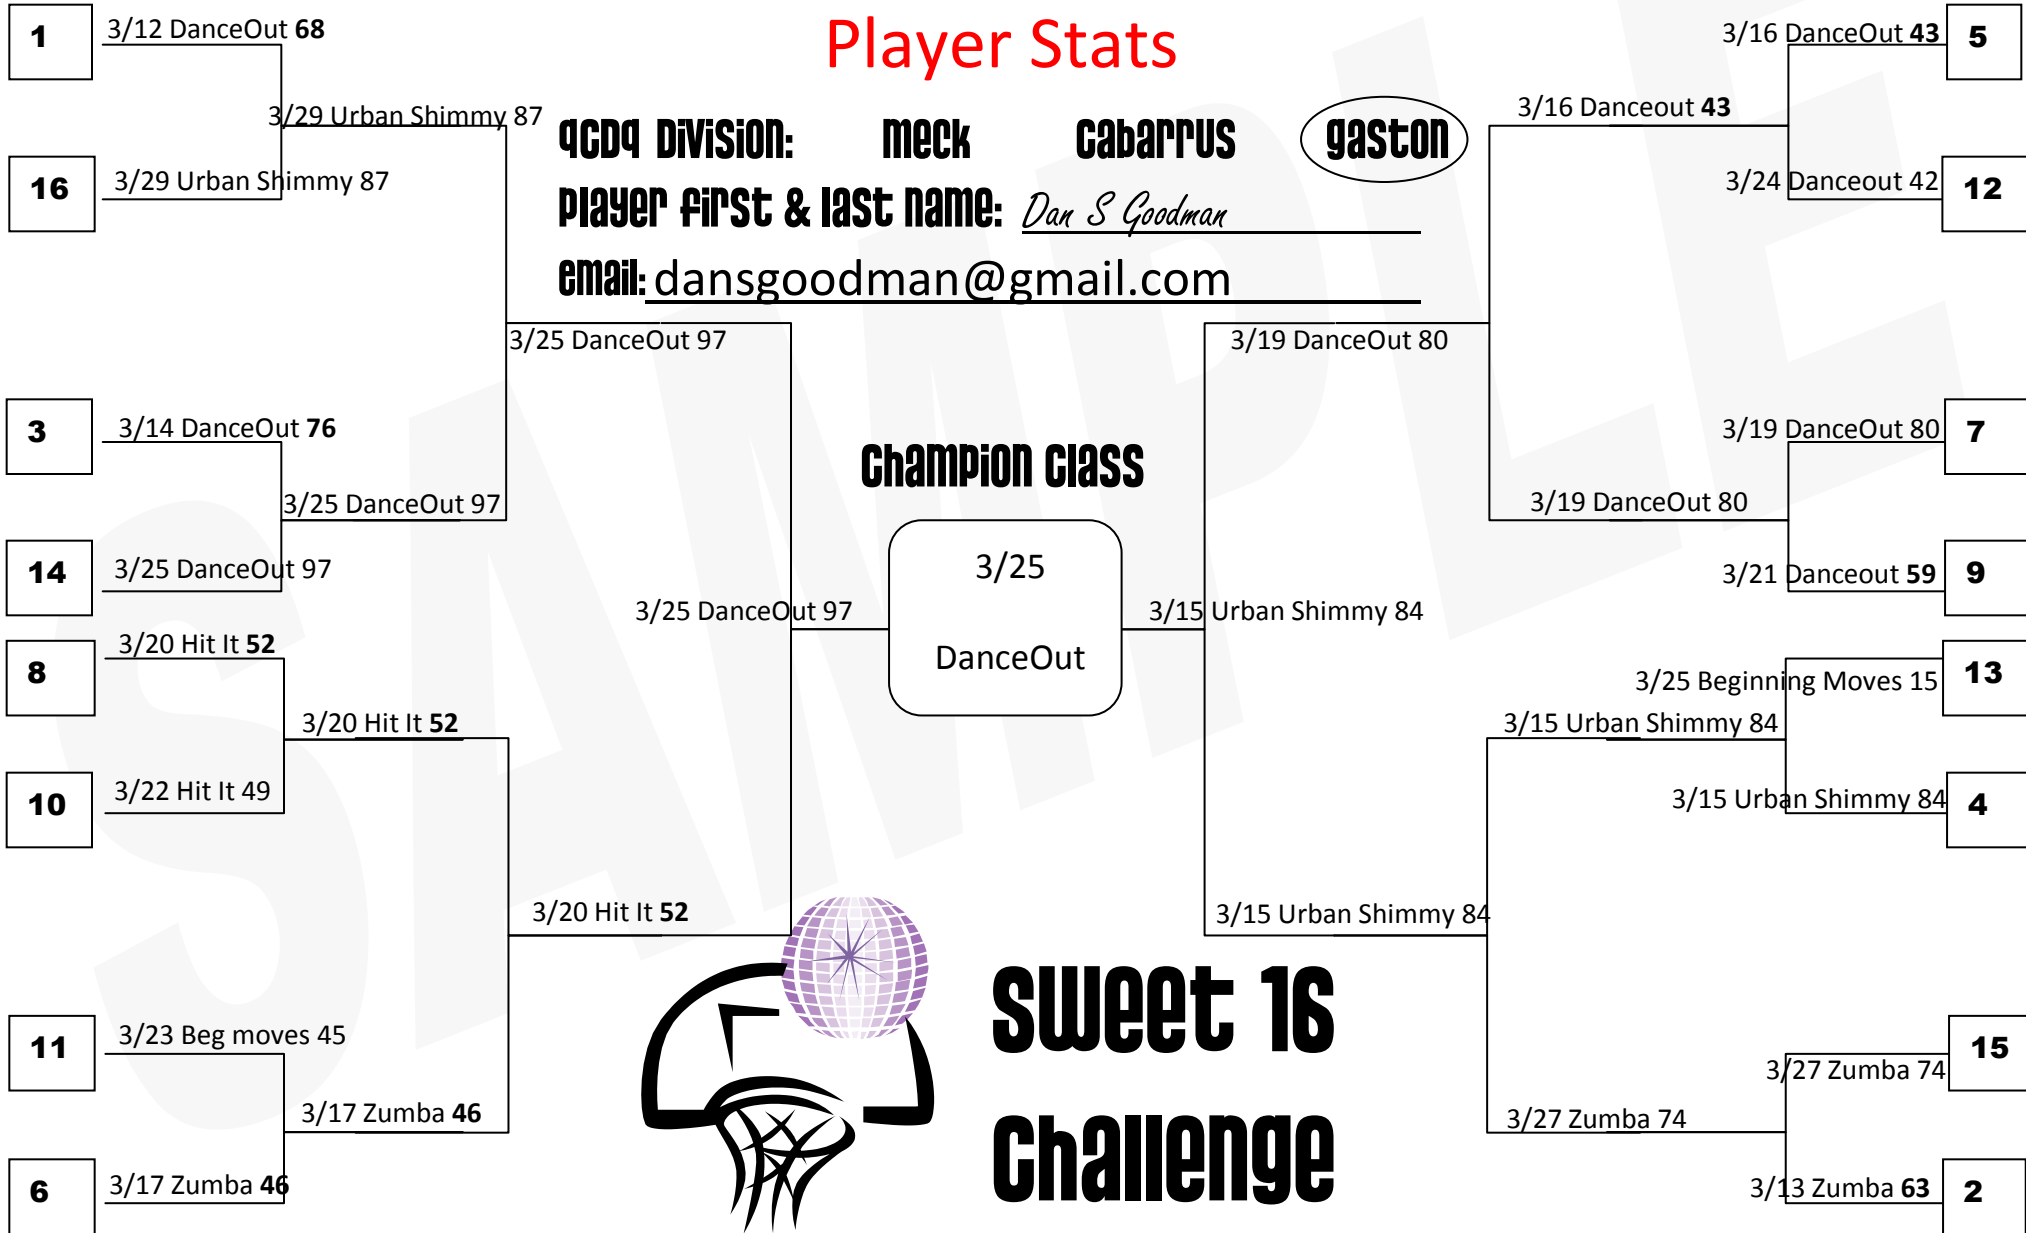 Player Stats
1
3/12 DanceOut 68
3/16 DanceOut 43
5
3/29 Urban Shimmy 87
3/16 Danceout 43
qcdq Division: Meck Cabarrus Gaston
16
3/29 Urban Shimmy 87
3/24 Danceout 42
12
Player First & Last Name: Dan S Goodman
Email: dansgoodman@gmail.com
3/25 DanceOut 97
3/19 DanceOut 80
3
3/14 DanceOut 76
3/19 DanceOut 80
7
Champion Class
3/25 DanceOut 97
3/19 DanceOut 80
14
3/25 DanceOut 97
3/25
DanceOut
3/21 Danceout 59
9
3/25 DanceOut 97
3/15 Urban Shimmy 84
8
3/20 Hit It 52
3/25 Beginning Moves 15
13
3/20 Hit It 52
3/15 Urban Shimmy 84
10
3/22 Hit It 49
3/15 Urban Shimmy 84
4
3/20 Hit It 52
3/15 Urban Shimmy 84
11
3/23 Beg moves 45
3/27 Zumba 74
15
3/17 Zumba 46
3/27 Zumba 74
6
3/17 Zumba 46
3/13 Zumba 63
2
Sweet 16
Challenge
SAMPLE